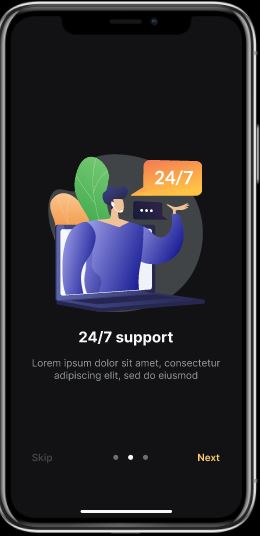 24/7
24/7 support
Lorem ipsum dolor sit amet, consectetur
adipiscing elit, sed do eiusmod
Skip
Next